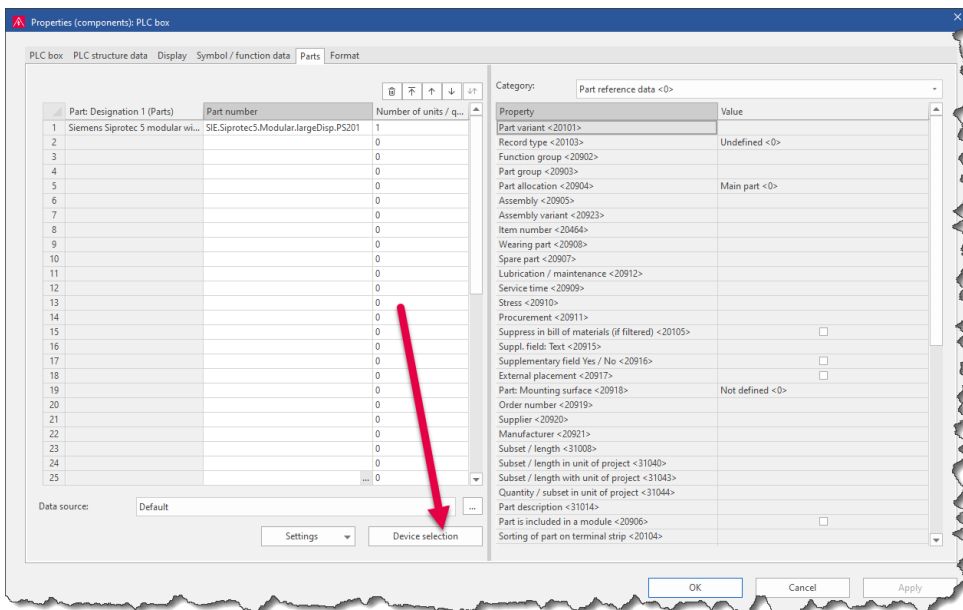 Properties (components): PLC box
PLC box PLC structure data Display Symbol / function data Parts Format
Part: Designation 1 (Parts) Part number Number of units / q...
1 Siemens Siprotec 5 modular wi... SIE.Siprotec5.Modular.largeDisp.PS201 1
2 0
3 0
4 0
5 0
6 0
7 0
8 0
9 0
10 0
11 0
12 0
13 0
14 0
15 0
16 0
17 0
18 0
19 0
20 0
21 0
22 0
23 0
24 0
25 ... 0
Data source: Default ...
Settings Device selection
Category: Part reference data <0>
Property Value
Part variant <20101>
Record type <20103> Undefined <0>
Function group <20902>
Part group <20903>
Part allocation <20904> Main part <0>
Assembly <20905>
Assembly variant <20923>
Item number <20464>
Wearing part <20908>
Spare part <20907>
Lubrication / maintenance <20912>
Service time <20909>
Stress <20910>
Procurement <20911>
Suppress in bill of materials (if filtered) <20105>
Suppl. field: Text <20915>
Supplementary field Yes / No <20916>
External placement <20917>
Part: Mounting surface <20918> Not defined <0>
Order number <20919>
Supplier <20920>
Manufacturer <20921>
Subset / length <31008>
Subset / length in unit of project <31040>
Subset / length with unit of project <31043>
Quantity / subset in unit of project <31044>
Part description <31014>
Part is included in a module <20906>
Sorting of part on terminal strip <20104>
OK Cancel Apply